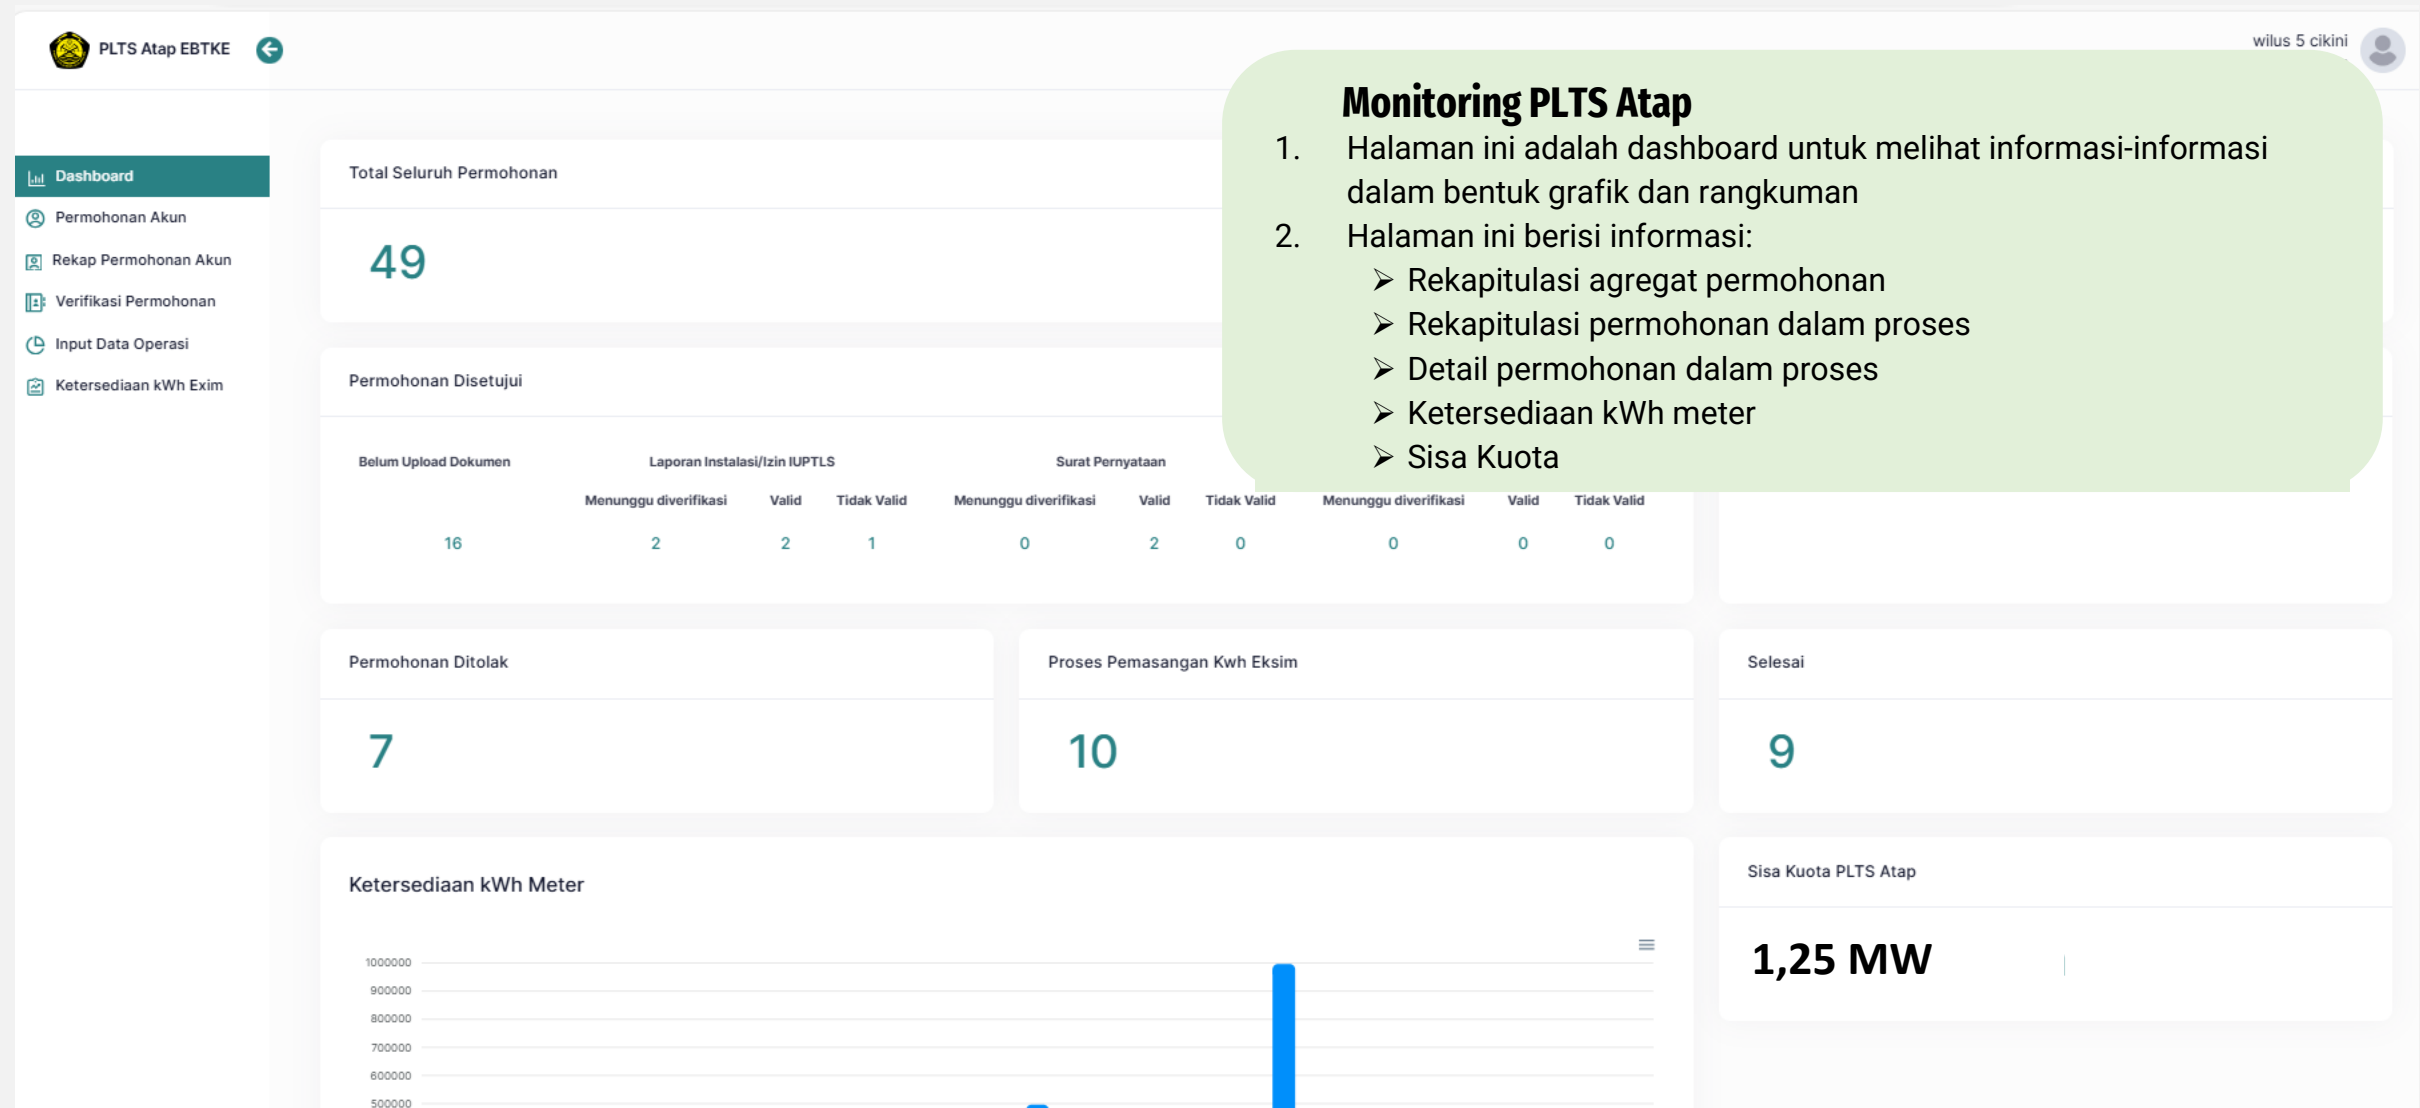 PLTS Atap EBTKE
wilus 5 cikini
Monitoring PLTS Atap
1. Halaman ini adalah dashboard untuk melihat informasi-informasi
dalam bentuk grafik dan rangkuman
2. Halaman ini berisi informasi:
➢ Rekapitulasi agregat permohonan
➢ Rekapitulasi permohonan dalam proses
➢ Detail permohonan dalam proses
➢ Ketersediaan kWh meter
➢ Sisa Kuota
Dashboard
Permohonan Akun
Rekap Permohonan Akun
Verifikasi Permohonan
Input Data Operasi
Ketersediaan kWh Exim
Total Seluruh Permohonan
49
Permohonan Disetujui
Belum Upload Dokumen Laporan Instalasi/Izin IUPTLS Surat Pernyataan
Menunggu diverifikasi Valid Tidak Valid Menunggu diverifikasi Valid Tidak Valid Menunggu diverifikasi Valid Tidak Valid
16 2 2 1 0 2 0 0 0 0
Permohonan Ditolak
7
Proses Pemasangan Kwh Eksim
10
Selesai
9
Ketersediaan kWh Meter
1000000
900000
800000
700000
600000
500000
Sisa Kuota PLTS Atap
1,25 MW